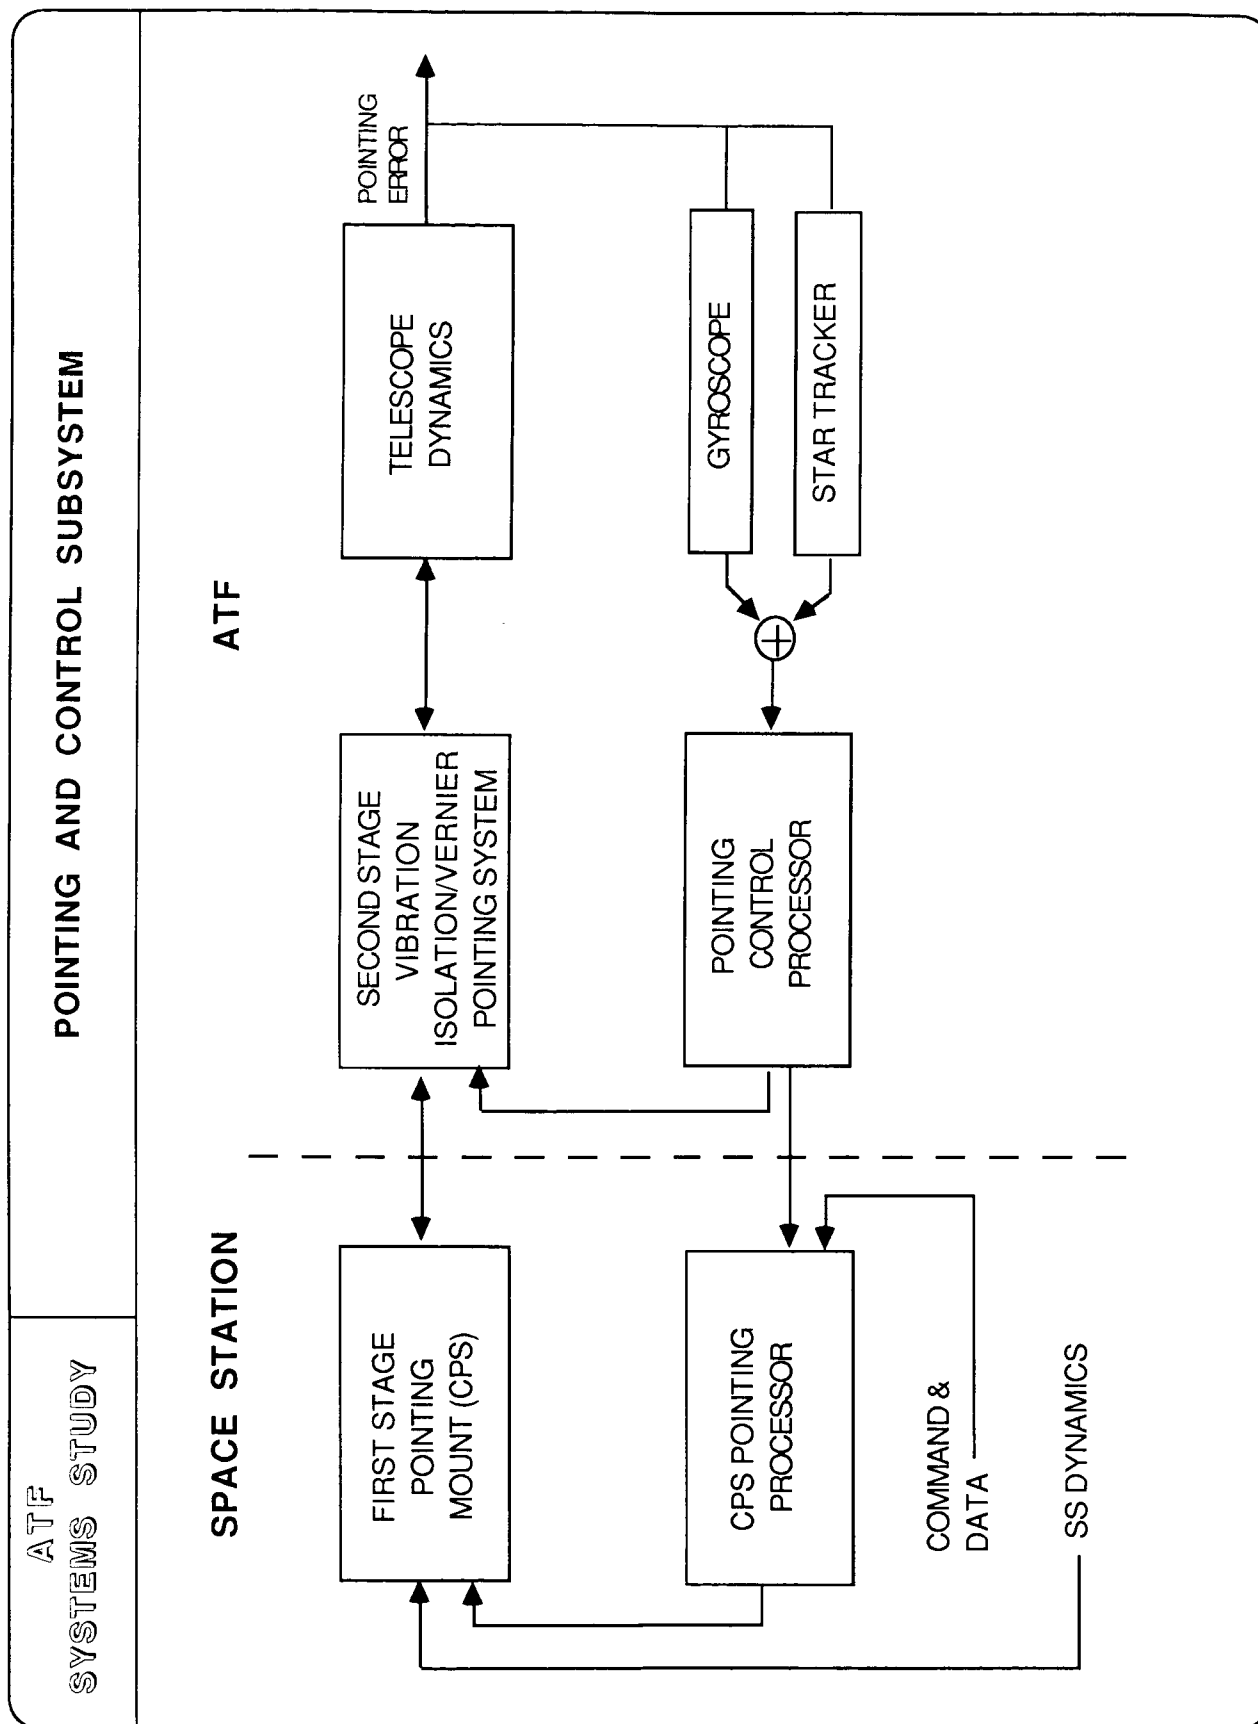 ATF
SYSTEMS STUDY
POINTING AND CONTROL SUBSYSTEM
SPACE STATION
ATF
FIRST STAGE
POINTING
MOUNT (CPS)
SECOND STAGE
VIBRATION
ISOLATION/VERNIER
POINTING SYSTEM
TELESCOPE
DYNAMICS
POINTING
ERROR
CPS POINTING
PROCESSOR
POINTING
CONTROL
PROCESSOR
GYROSCOPE
STAR TRACKER
COMMAND &
DATA
SS DYNAMICS